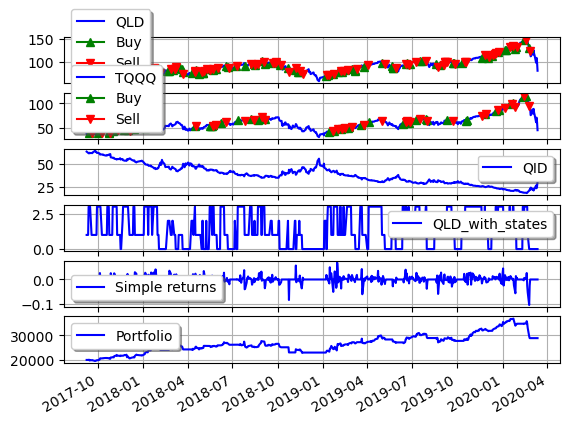 QLD
Buy
Sell
150
100
TQQQ
Buy
Sell
100
50
QID
50
25
QLD_with_states
2.5
0.0
Simple returns
0.0
−0.1
Portfolio
30000
20000
2017-10
2018-01
2018-04
2018-07
2018-10
2019-01
2019-04
2019-07
2019-10
2020-01
2020-04